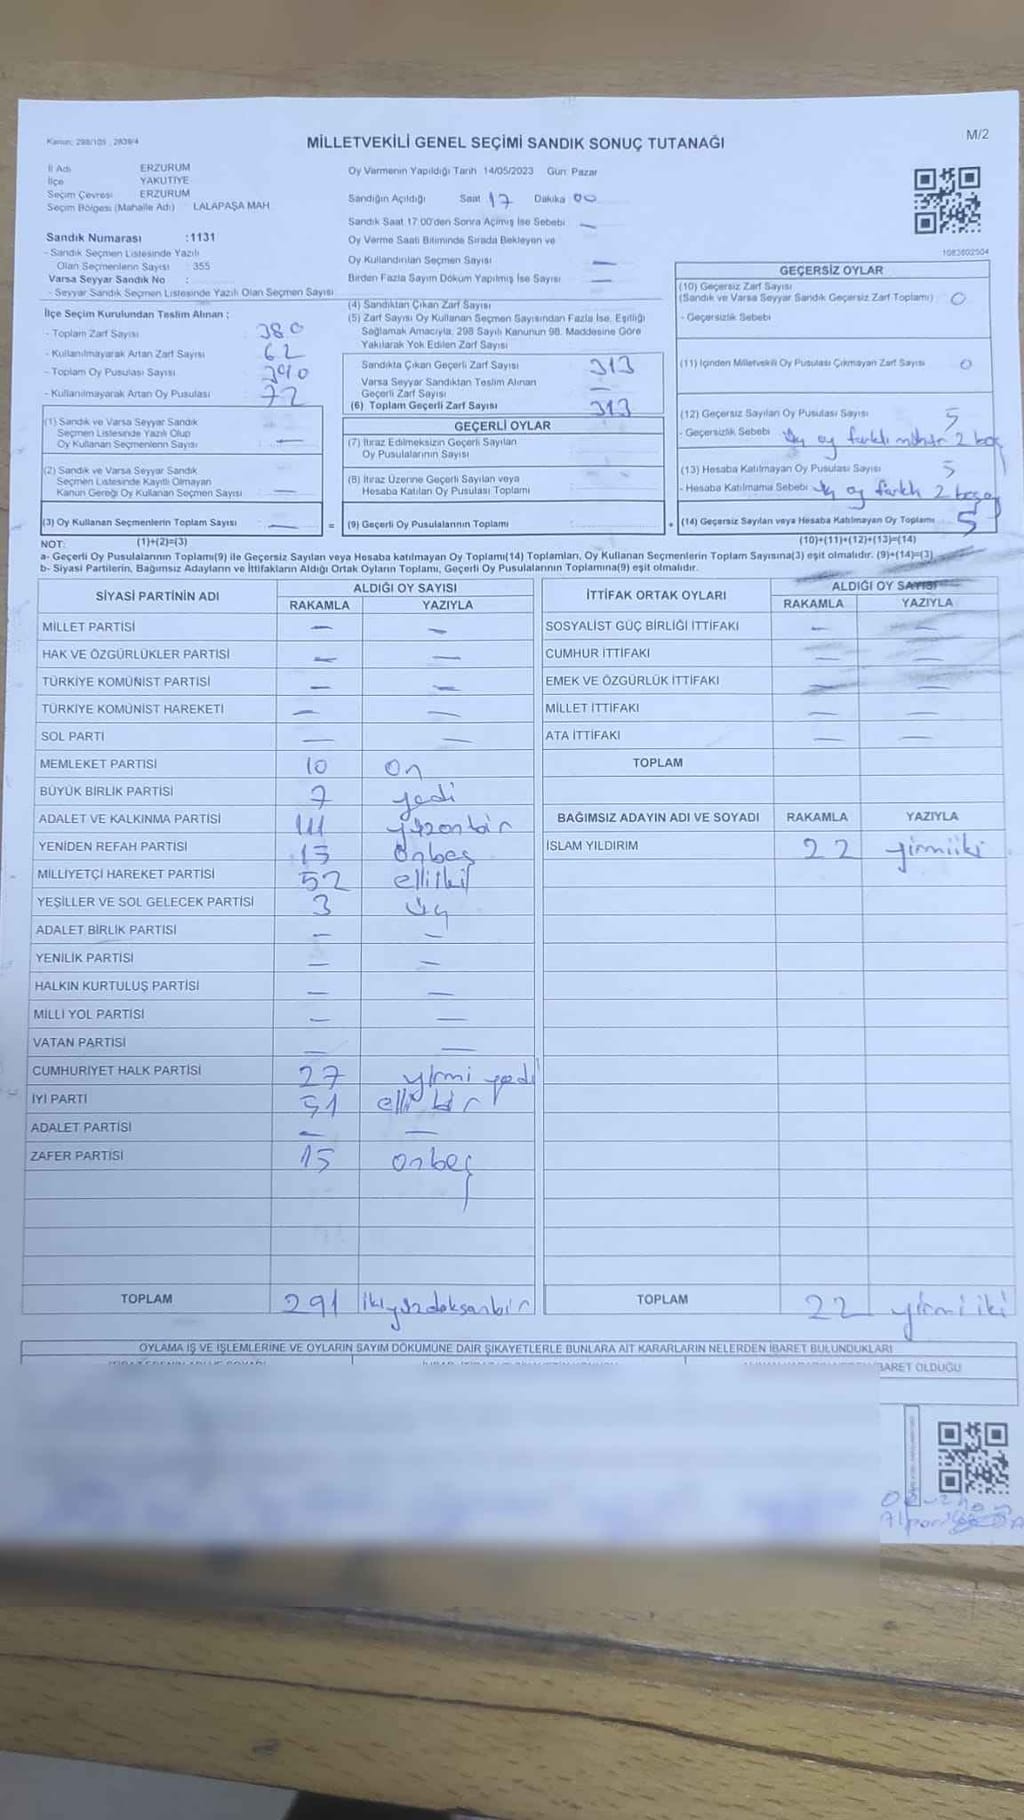 Kanun: 298/105 , 2839/4
MİLLETVEKİLİ GENEL SEÇİMİ SANDIK SONUÇ TUTANAĞI
M/2
İl Adı ERZURUM
İlçe YAKUTİYE
Seçim Çevresi ERZURUM
Seçim Bölgesi (Mahalle Adı) LALAPAŞA MAH.
Sandık Numarası :1131
- Sandık Seçmen Listesinde Yazılı
Olan Seçmenlerin Sayısı : 355
Varsa Seyyar Sandık No :
- Seyyar Sandık Seçmen Listesinde Yazılı Olan Seçmen Sayısı
Oy Vermenin Yapıldığı Tarih 14/05/2023 Gün: Pazar
Sandığın Açıldığı Saat 17 Dakika 00
Sandık Saat 17:00'den Sonra Açılmış İse Sebebi —
Oy Verme Saati Bitiminde Sırada Bekleyen ve
Oy Kullandırılan Seçmen Sayısı —
Birden Fazla Sayım Döküm Yapılmış İse Sayısı —
1083802504
İlçe Seçim Kurulundan Teslim Alınan ;
- Toplam Zarf Sayısı 380
- Kullanılmayarak Artan Zarf Sayısı 62
- Toplam Oy Pusulası Sayısı 390
- Kullanılmayarak Artan Oy Pusulası 72
(1) Sandık ve Varsa Seyyar Sandık
Seçmen Listesinde Yazılı Olup
Oy Kullanan Seçmenlerin Sayısı —
(2) Sandık ve Varsa Seyyar Sandık
Seçmen Listesinde Kayıtlı Olmayan
Kanun Gereği Oy Kullanan Seçmen Sayısı —
(3) Oy Kullanan Seçmenlerin Toplam Sayısı — =
(4) Sandıktan Çıkan Zarf Sayısı
(5) Zarf Sayısı Oy Kullanan Seçmen Sayısından Fazla İse, Eşitliği
Sağlamak Amacıyla, 298 Sayılı Kanunun 98. Maddesine Göre
Yakılarak Yok Edilen Zarf Sayısı
Sandıkta Çıkan Geçerli Zarf Sayısı 313
Varsa Seyyar Sandıktan Teslim Alınan
Geçerli Zarf Sayısı —
(6) Toplam Geçerli Zarf Sayısı 313
GEÇERLİ OYLAR
(7) İtiraz Edilmeksizin Geçerli Sayılan
Oy Pusulalarının Sayısı
(8) İtiraz Üzerine Geçerli Sayılan veya
Hesaba Katılan Oy Pusulası Toplamı
(9) Geçerli Oy Pusulalarının Toplamı +
GEÇERSİZ OYLAR
(10) Geçersiz Zarf Sayısı
(Sandık ve Varsa Seyyar Sandık Geçersiz Zarf Toplamı) 0
- Geçersizlik Sebebi
(11) İçinden Milletvekili Oy Pusulası Çıkmayan Zarf Sayısı 0
(12) Geçersiz Sayılan Oy Pusulası Sayısı 5
- Geçersizlik Sebebi Üç oy farklı mühür 2 boş
(13) Hesaba Katılmayan Oy Pusulası Sayısı 5
- Hesaba Katılmama Sebebi Üç oy farklı 2 boş oy
(14) Geçersiz Sayılan veya Hesaba Katılmayan Oy Toplamı 5
NOT: (1)+(2)=(3) (10)+(11)+(12)+(13)=(14)
a- Geçerli Oy Pusulalarının Toplamı(9) ile Geçersiz Sayılan veya Hesaba katılmayan Oy Toplamı(14) Toplamları, Oy Kullanan Seçmenlerin Toplam Sayısına(3) eşit olmalıdır. (9)+(14)=(3)
b- Siyasi Partilerin, Bağımsız Adayların ve İttifakların Aldığı Ortak Oyların Toplamı, Geçerli Oy Pusulalarının Toplamına(9) eşit olmalıdır.
SİYASİ PARTİNİN ADI ALDIĞI OY SAYISI
RAKAMLA YAZIYLA
MİLLET PARTİSİ — —
HAK VE ÖZGÜRLÜKLER PARTİSİ — —
TÜRKİYE KOMÜNİST PARTİSİ — —
TÜRKİYE KOMÜNİST HAREKETİ — —
SOL PARTİ — —
MEMLEKET PARTİSİ 10 on
BÜYÜK BİRLİK PARTİSİ 7 yedi
ADALET VE KALKINMA PARTİSİ 111 yüzonbir
YENİDEN REFAH PARTİSİ 15 Onbeş
MİLLİYETÇİ HAREKET PARTİSİ 52 elliiki
YEŞİLLER VE SOL GELECEK PARTİSİ 3 Üç
ADALET BİRLİK PARTİSİ — —
YENİLİK PARTİSİ — —
HALKIN KURTULUŞ PARTİSİ — —
MİLLİ YOL PARTİSİ — —
VATAN PARTİSİ — —
CUMHURİYET HALK PARTİSİ 27 yirmi yedi
İYİ PARTİ 51 elli bir
ADALET PARTİSİ — —
ZAFER PARTİSİ 15 onbeş
TOPLAM 291 ikiyüzdoksanbir
İTTİFAK ORTAK OYLARI ALDIĞI OY SAYISI
RAKAMLA YAZIYLA
SOSYALİST GÜÇ BİRLİĞİ İTTİFAKI — —
CUMHUR İTTİFAKI — —
EMEK VE ÖZGÜRLÜK İTTİFAKI — —
MİLLET İTTİFAKI — —
ATA İTTİFAKI — —
TOPLAM
BAĞIMSIZ ADAYIN ADI VE SOYADI RAKAMLA YAZIYLA
İSLAM YILDIRIM 22 yirmiiki
TOPLAM 22 yirmi iki
OYLAMA İŞ VE İŞLEMLERİNE VE OYLARIN SAYIM DÖKÜMÜNE DAİR ŞİKAYETLERLE BUNLARA AİT KARARLARIN NELERDEN İBARET BULUNDUKLARI
İBARET OLDUĞU